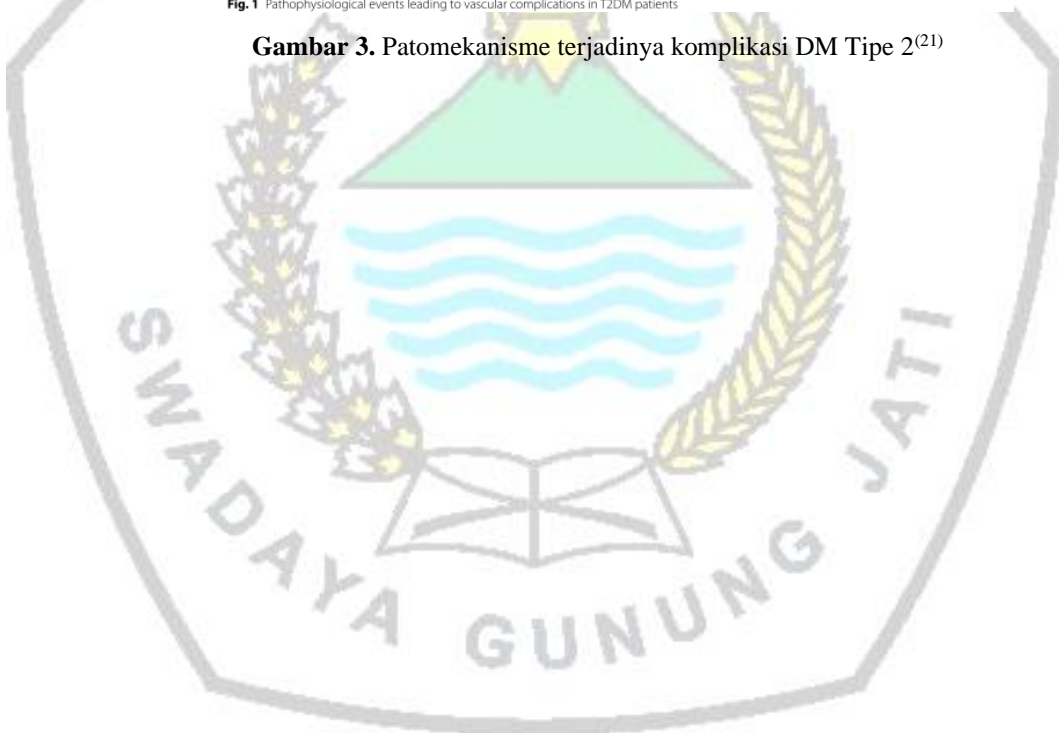 Fig. 1 Pathophysiological events leading to vascular complications in T2DM patients
Gambar 3. Patomekanisme terjadinya komplikasi DM Tipe 2(21)
SWADAYA GUNUNG JATI